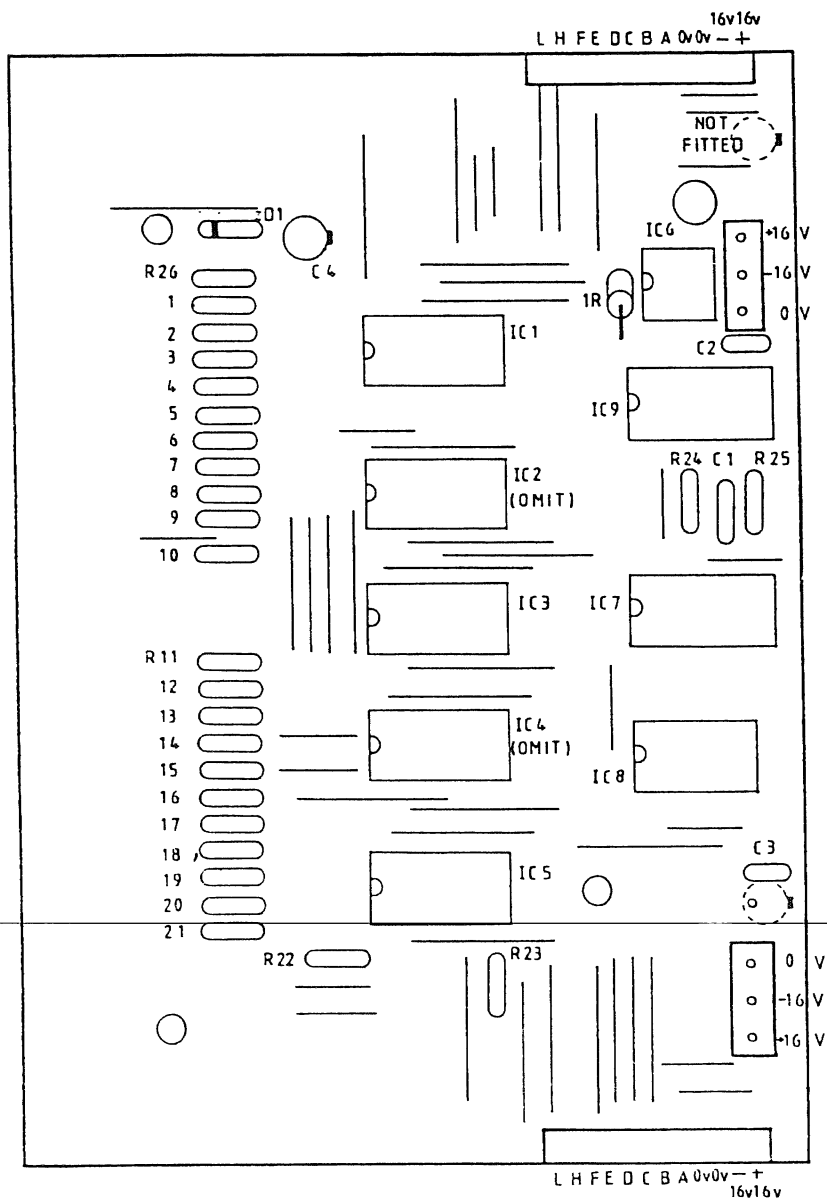 16v16v
L H F E D C B A 0v0v − +
NOT
FITTED
ZD1
C4
IC6
+16 V
−16 V
0 V
1R
C2
R26
1
2
3
4
5
6
7
8
9
10
IC1
IC9
R24 C1 R25
IC2
(OMIT)
IC3
IC7
R11
12
13
14
15
16
17
18
19
20
21
IC4
(OMIT)
IC8
C3
IC5
R22
R23
0 V
−16 V
+16 V
L H F E D C B A 0v0v − +
16v16v